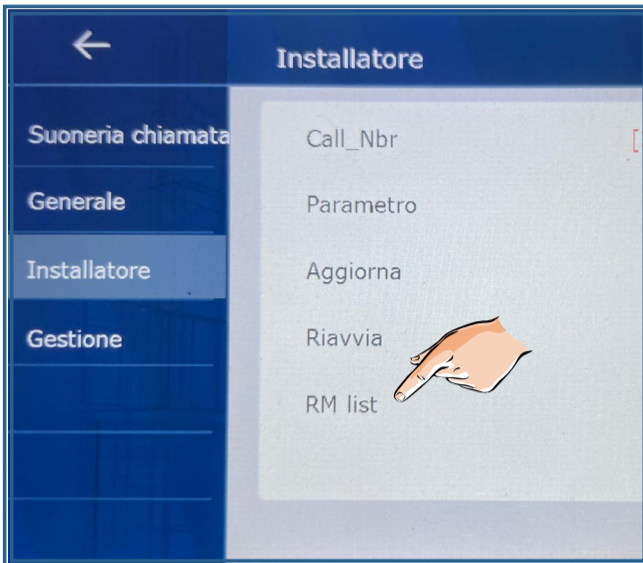 Installatore
Suoneria chiamata
Generale
Installatore
Gestione
Call_Nbr
Parametro
Aggiorna
Riavvia
RM list